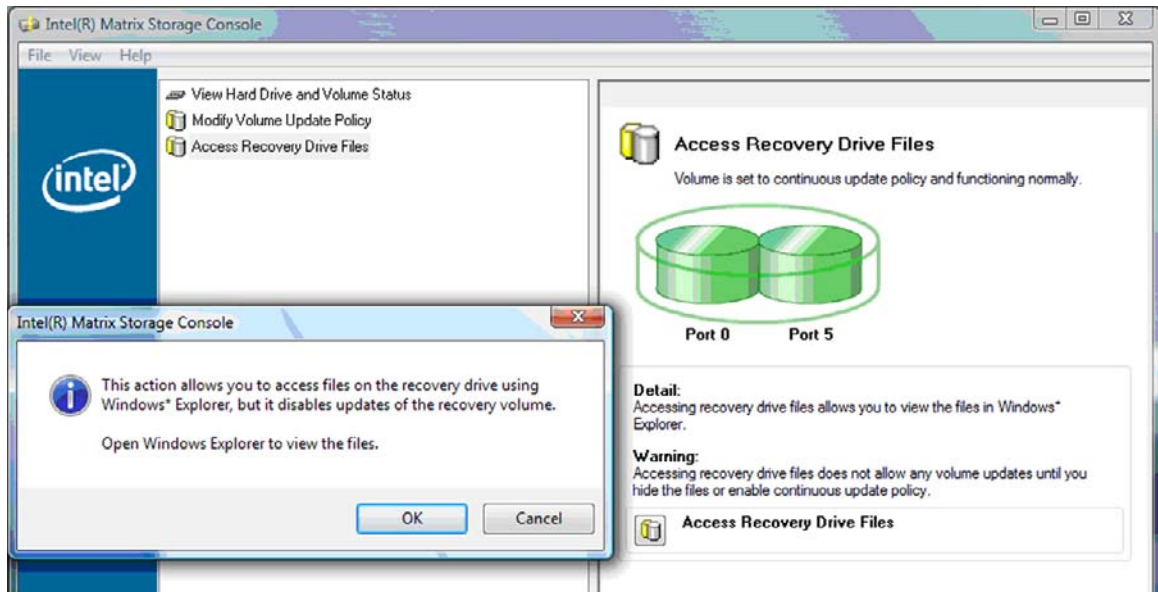 Intel(R) Matrix Storage Console
File View Help
View Hard Drive and Volume Status
Modify Volume Update Policy
Access Recovery Drive Files
intel
Access Recovery Drive Files
Volume is set to continuous update policy and functioning normally.
Port 0 Port 5
Intel(R) Matrix Storage Console
This action allows you to access files on the recovery drive using
Windows* Explorer, but it disables updates of the recovery volume.
Open Windows Explorer to view the files.
OK Cancel
Detail:
Accessing recovery drive files allows you to view the files in Windows*
Explorer.
Warning:
Accessing recovery drive files does not allow any volume updates until you
hide the files or enable continuous update policy.
Access Recovery Drive Files